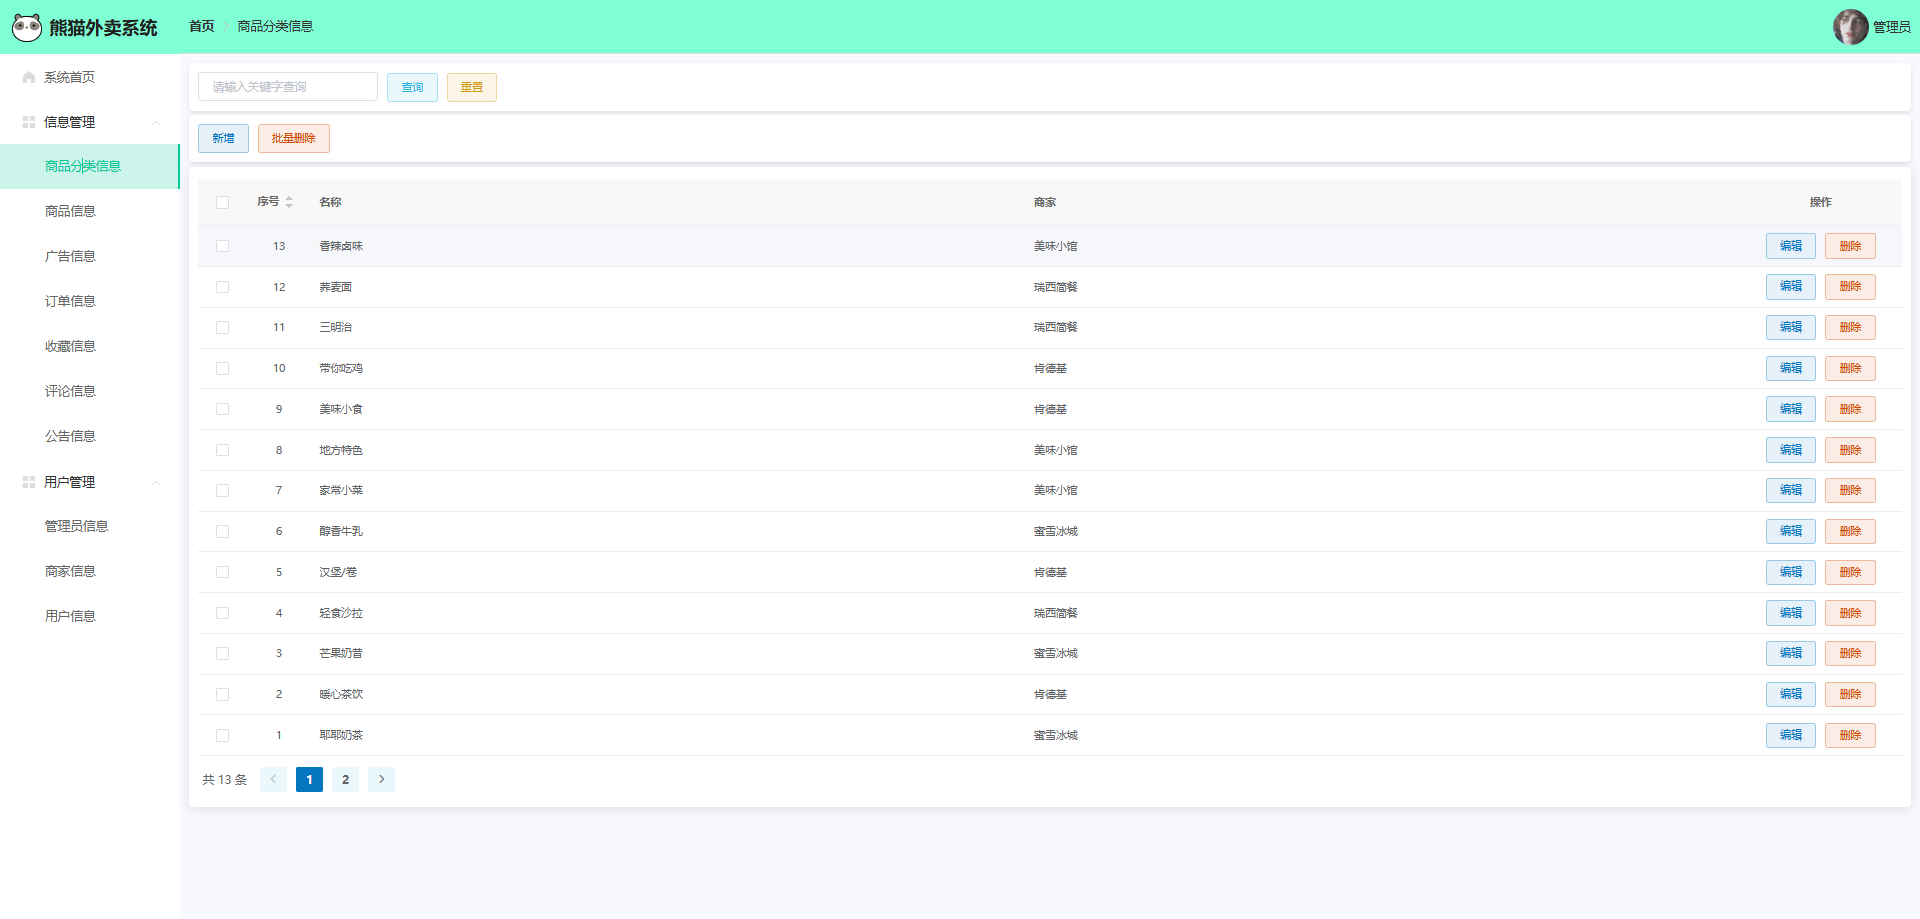 熊猫外卖系统
首页 商品分类信息
管理员
系统首页
信息管理
商品分类信息
商品信息
广告信息
订单信息
收藏信息
评论信息
公告信息
用户管理
管理员信息
商家信息
用户信息
请输入关键字查询 查询 重置
新增 批量删除
序号 名称 商家 操作
13 香辣卤味 美味小馆 编辑 删除
12 荞麦面 瑞西简餐 编辑 删除
11 三明治 瑞西简餐 编辑 删除
10 带你吃鸡 肯德基 编辑 删除
9 美味小食 肯德基 编辑 删除
8 地方特色 美味小馆 编辑 删除
7 家常小菜 美味小馆 编辑 删除
6 醇香牛乳 蜜雪冰城 编辑 删除
5 汉堡/卷 肯德基 编辑 删除
4 轻食沙拉 瑞西简餐 编辑 删除
3 芒果奶昔 蜜雪冰城 编辑 删除
2 暖心茶饮 肯德基 编辑 删除
1 耶耶奶茶 蜜雪冰城 编辑 删除
共 13 条 1 2